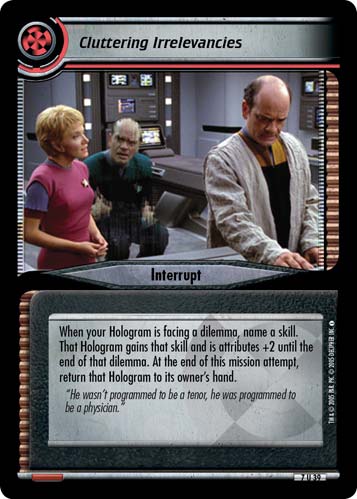 Cluttering Irrelevancies
Interrupt
When your Hologram is facing a dilemma, name a skill.
That Hologram gains that skill and is attributes +2 until the
end of that dilemma. At the end of this mission attempt,
return that Hologram to its owner's hand.
"He wasn't programmed to be a tenor, he was programmed
to be a physician."
7 U 39